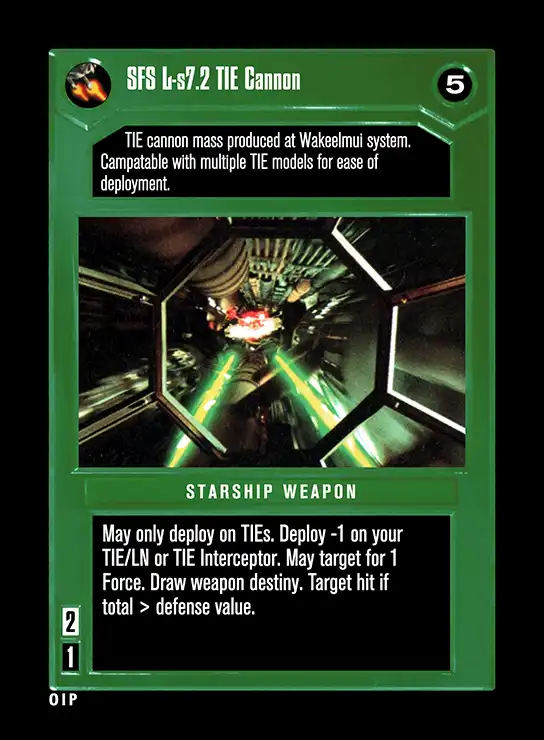 SFS L-s7.2 TIE Cannon
5
TIE cannon mass produced at Wakeelmui system.
Campatable with multiple TIE models for ease of
deployment.
STARSHIP WEAPON
May only deploy on TIEs. Deploy -1 on your
TIE/LN or TIE Interceptor. May target for 1
Force. Draw weapon destiny. Target hit if
total > defense value.
2
1
OIP